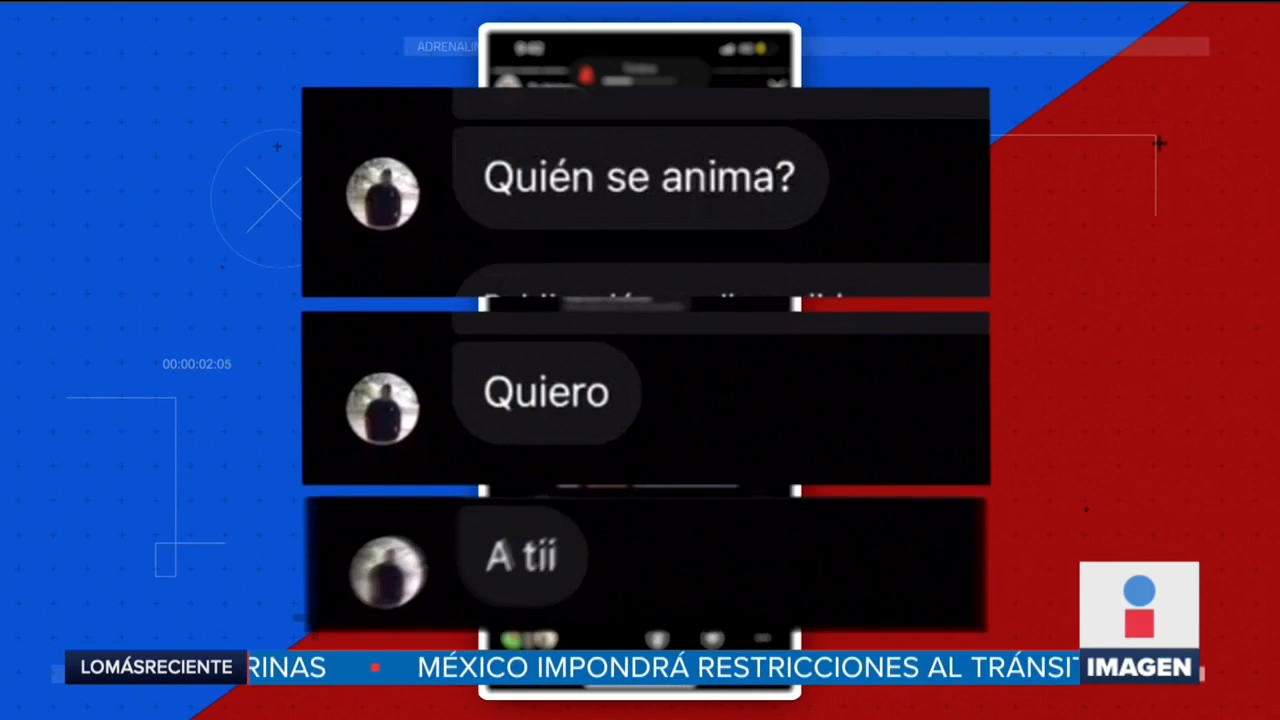 Quién se anima?
00:00:02:05
Quiero
A tii
LOMÁSRECIENTE
RINAS • MÉXICO IMPONDRÁ RESTRICCIONES AL TRÁNSIT
IMAGEN